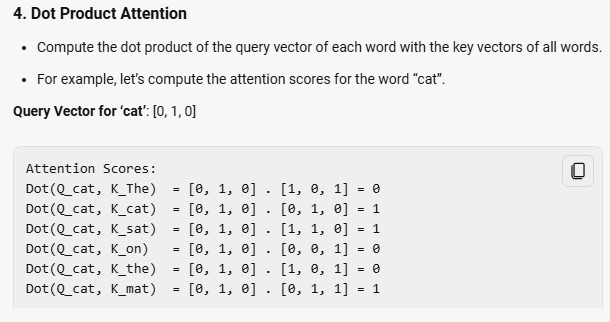 4. Dot Product Attention
• Compute the dot product of the query vector of each word with the key vectors of all words.
• For example, let’s compute the attention scores for the word “cat”.
Query Vector for ‘cat’: [0, 1, 0]
Attention Scores:
Dot(Q_cat, K_The)  = [0, 1, 0] . [1, 0, 1] = 0
Dot(Q_cat, K_cat)  = [0, 1, 0] . [0, 1, 0] = 1
Dot(Q_cat, K_sat)  = [0, 1, 0] . [1, 1, 0] = 1
Dot(Q_cat, K_on)   = [0, 1, 0] . [0, 0, 1] = 0
Dot(Q_cat, K_the)  = [0, 1, 0] . [1, 0, 1] = 0
Dot(Q_cat, K_mat)  = [0, 1, 0] . [0, 1, 1] = 1